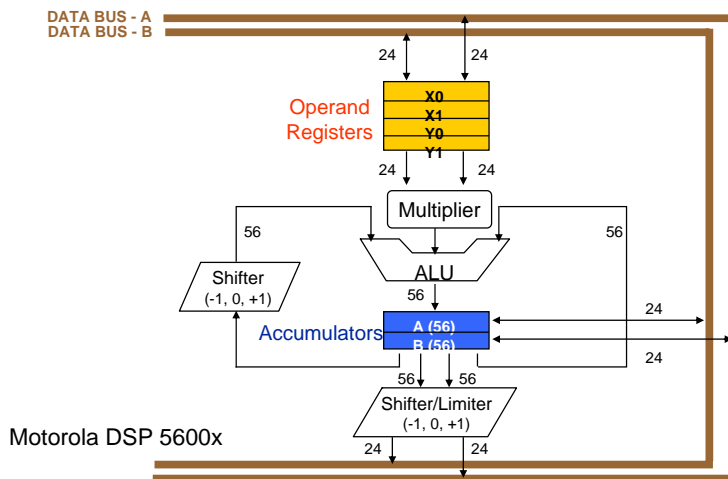 DATA BUS - A
DATA BUS - B
24 24
X0
X1
Y0
Y1
Operand
Registers
24 24
Multiplier
56 56
ALU
Shifter
(-1, 0, +1)
56
Accumulators
A (56)
B (56)
24
24
56 56
Shifter/Limiter
(-1, 0, +1)
Motorola DSP 5600x
24 24